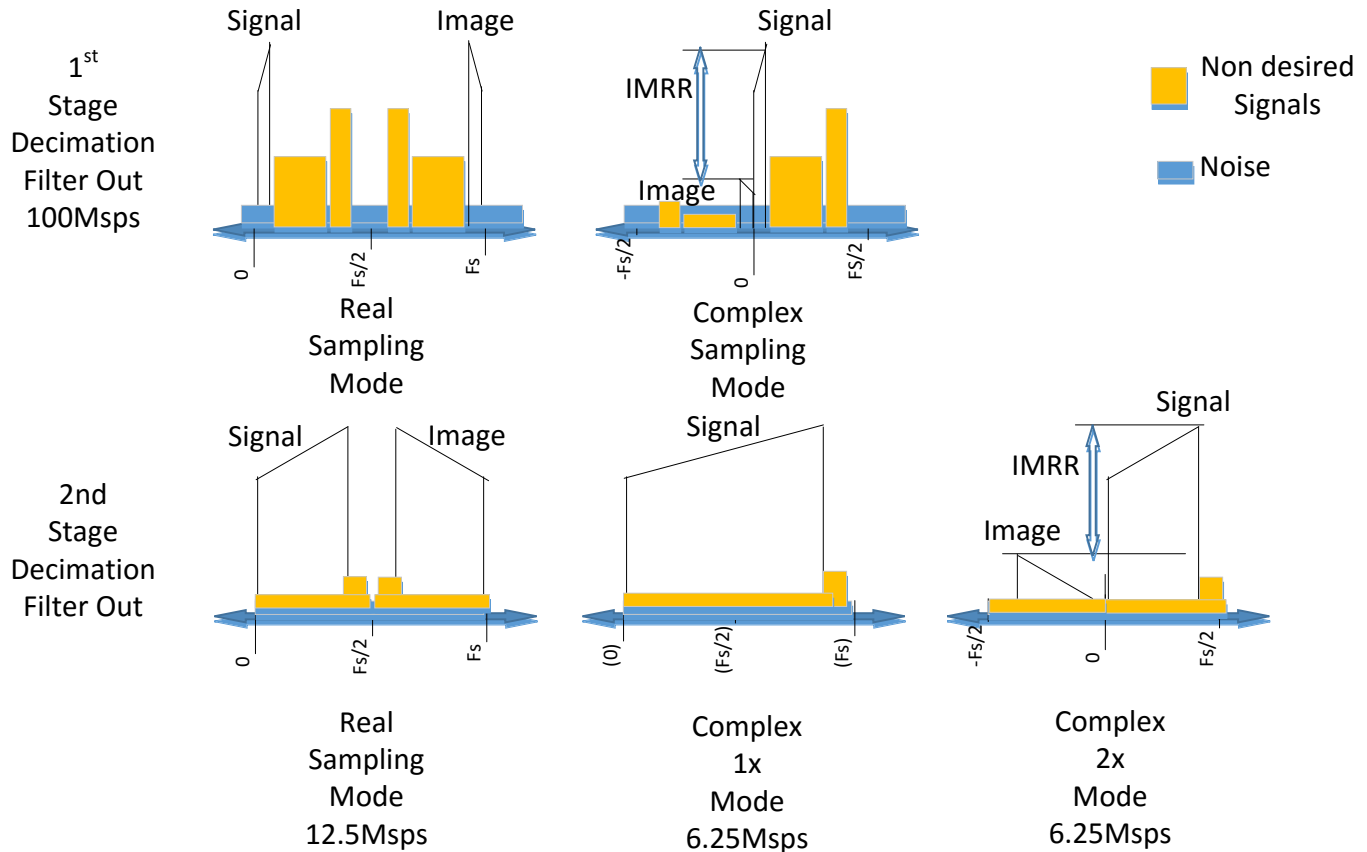 Signal
Image
Signal
1st
Stage
Decimation
Filter Out
100Msps
IMRR
Image
Non desired
Signals
Noise
0
Fs/2
Fs
-Fs/2
0
FS/2
Real
Sampling
Mode
Complex
Sampling
Mode
Signal
Image
Signal
Signal
IMRR
Image
2nd
Stage
Decimation
Filter Out
0
Fs/2
Fs
(0)
(Fs/2)
(Fs)
-Fs/2
0
Fs/2
Real
Sampling
Mode
12.5Msps
Complex
1x
Mode
6.25Msps
Complex
2x
Mode
6.25Msps